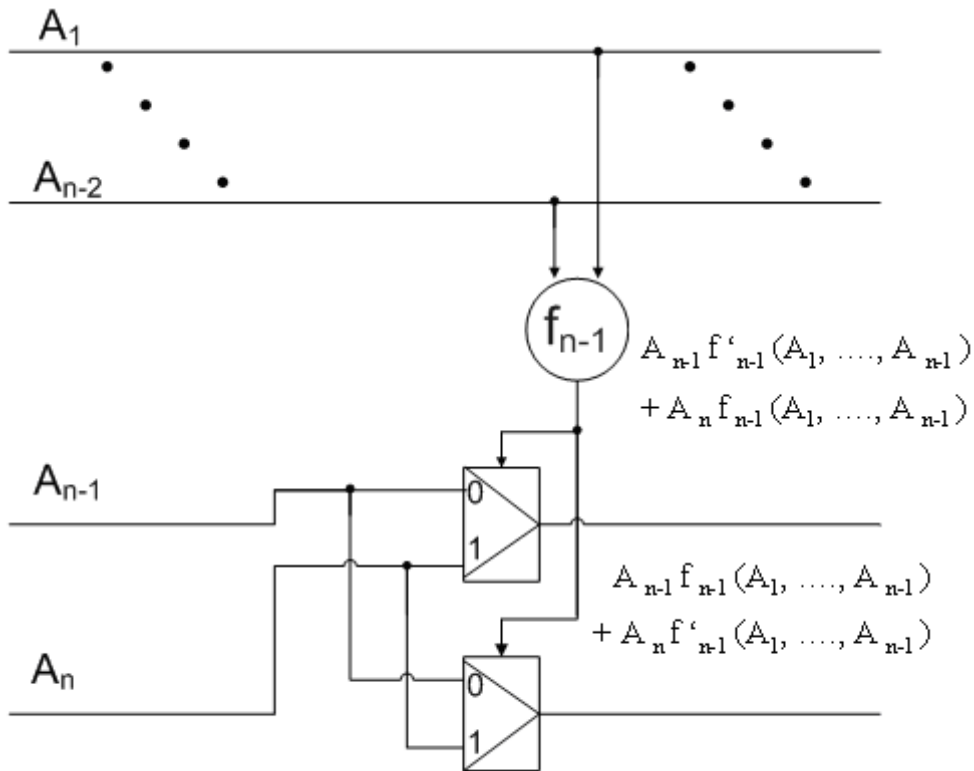 A₁
Aₙ₋₂
fₙ₋₁
Aₙ₋₁ f‘ₙ₋₁(A₁, ...., Aₙ₋₁)
+ Aₙ fₙ₋₁(A₁, ...., Aₙ₋₁)
Aₙ₋₁
0
1
Aₙ₋₁ fₙ₋₁(A₁, ...., Aₙ₋₁)
+ Aₙ f‘ₙ₋₁(A₁, ...., Aₙ₋₁)
Aₙ
0
1